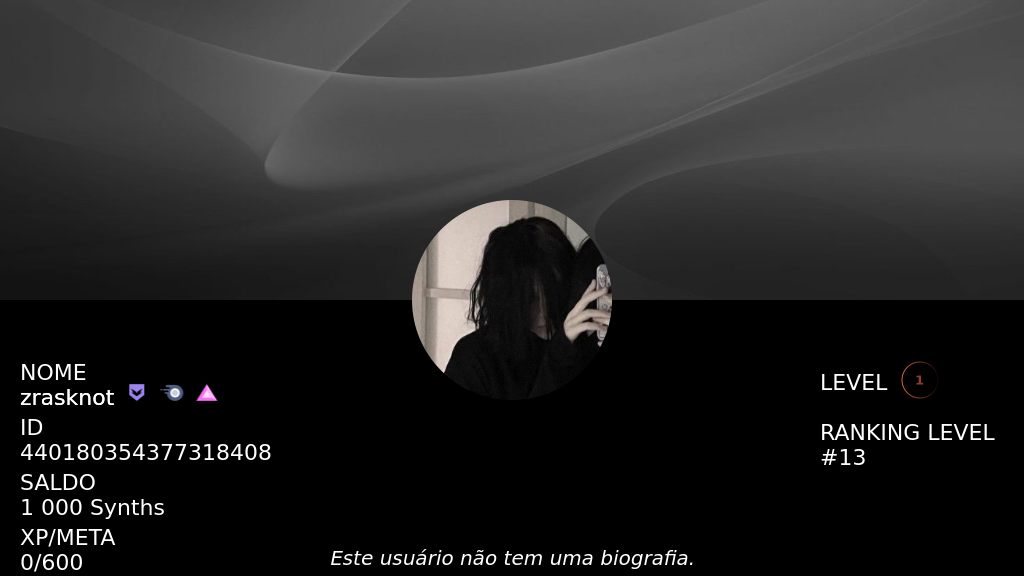 NOME
zrasknot
ID
440180354377318408
SALDO
1 000 Synths
XP/META
0/600
LEVEL 1
RANKING LEVEL
#13
Este usuário não tem uma biografia.